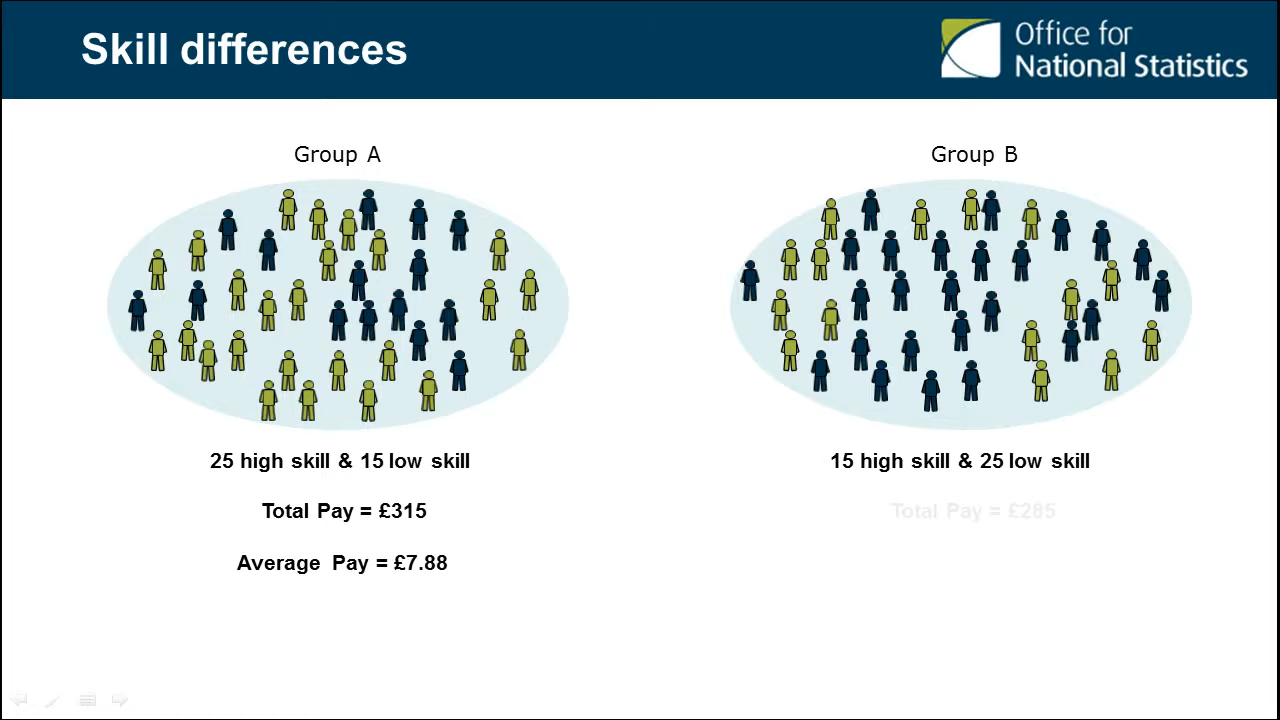 Skill differences
Office for
National Statistics
Group A
Group B
25 high skill & 15 low skill
15 high skill & 25 low skill
Total Pay = £315
Total Pay = £285
Average Pay = £7.88